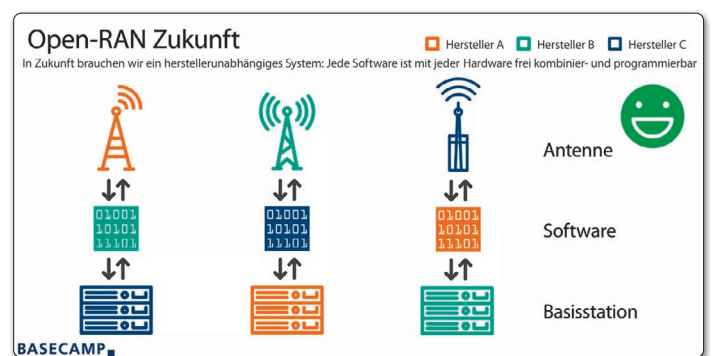 Open-RAN Zukunft
Hersteller A Hersteller B Hersteller C
In Zukunft brauchen wir ein herstellerunabhängiges System: Jede Software ist mit jeder Hardware frei kombinier- und programmierbar
Antenne
01001 01001 01001
10101 10101 10101
11101 11101 11101
Software
Basisstation
BASECAMP